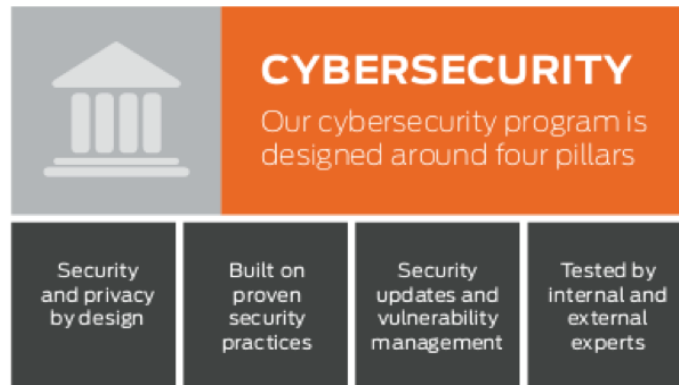 CYBERSECURITY
Our cybersecurity program is
designed around four pillars
Security
and privacy
by design
Built on
proven
security
practices
Security
updates and
vulnerability
management
Tested by
internal and
external
experts